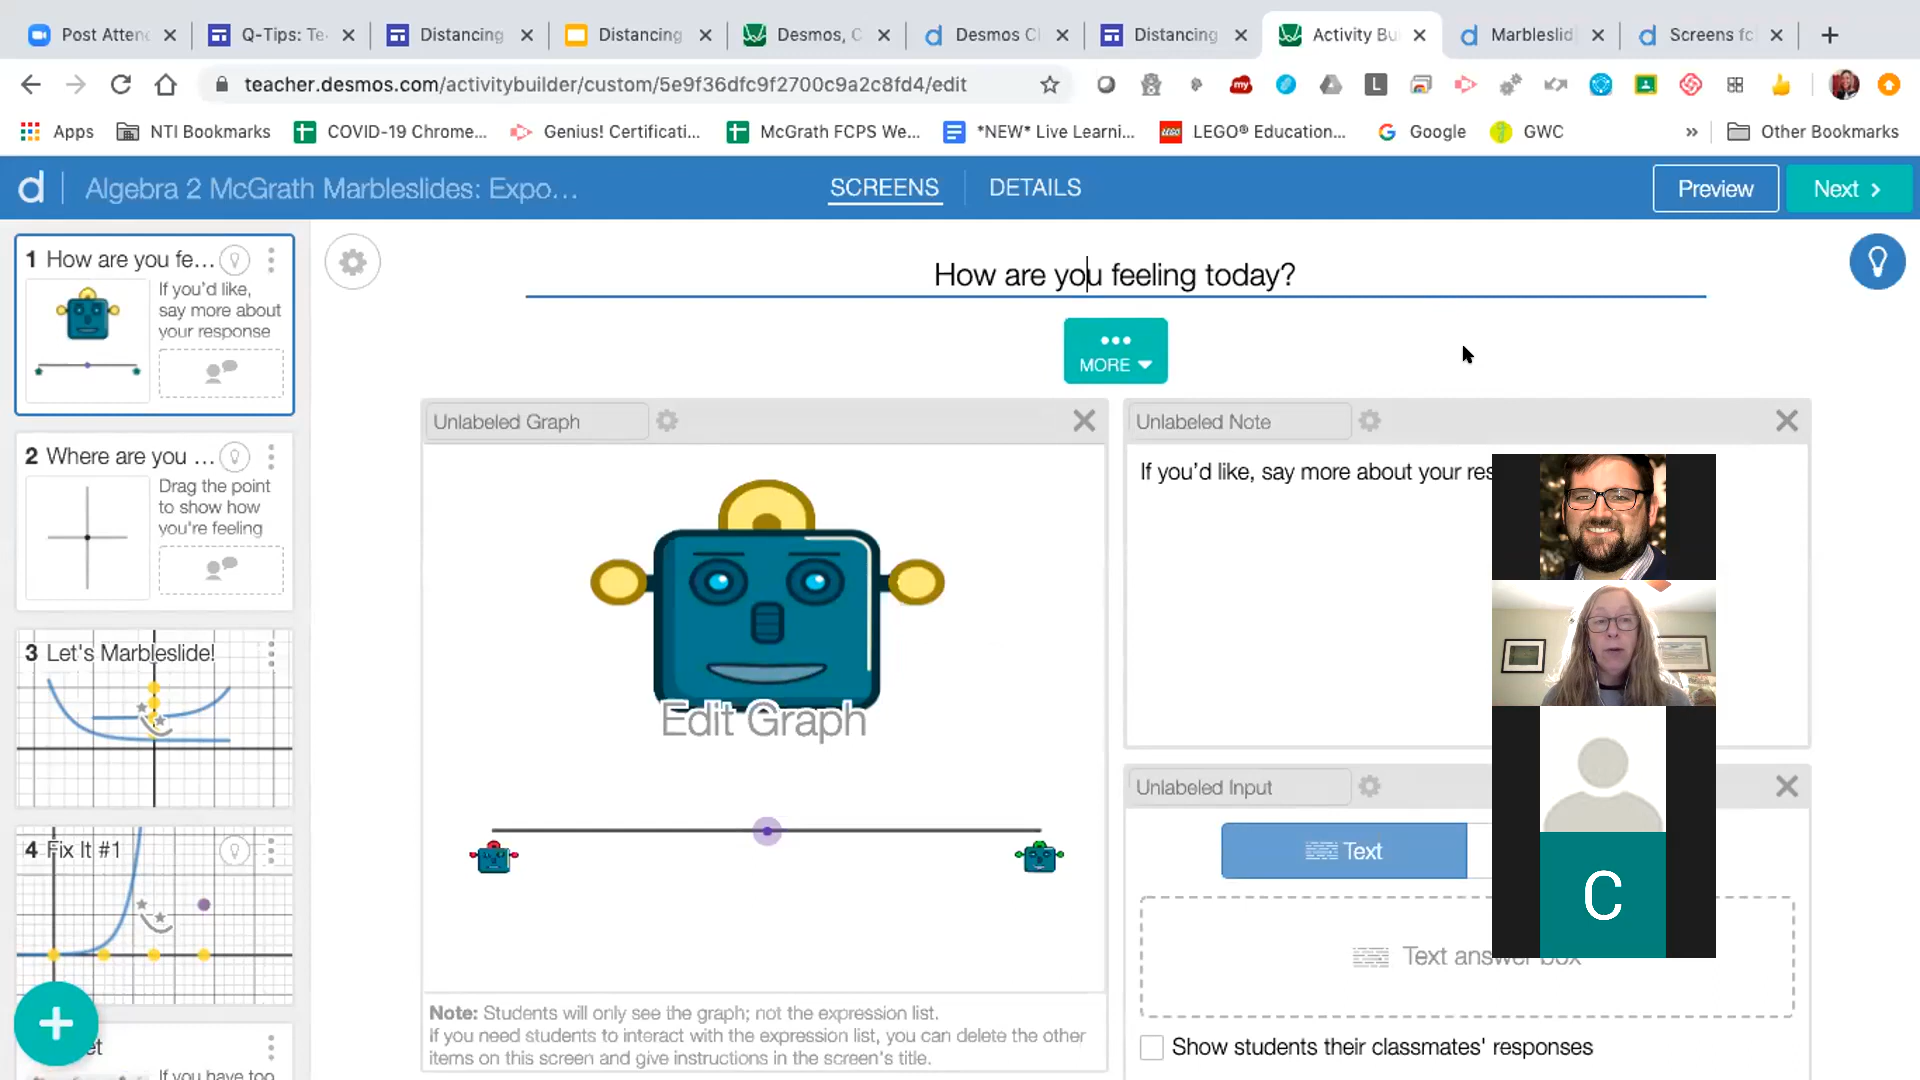 Post Atten
Q-Tips: Te
Distancing
Distancing
Desmos, C
Desmos Cl
Distancing
Activity Bu
Marbleslid
Screens fo
teacher.desmos.com/activitybuilder/custom/5e9f36dfc9f2700c9a2c8fd4/edit
my
L
Apps
NTI Bookmarks
COVID-19 Chrome...
Genius! Certificati...
McGrath FCPS We...
*NEW* Live Learni...
LEGO® Education...
Google
GWC
»
Other Bookmarks
d
Algebra 2 McGrath Marbleslides: Expo...
SCREENS
DETAILS
Preview
Next >
1 How are you fe...
If you'd like,
say more about
your response
2 Where are you ...
Drag the point
to show how
you're feeling
3 Let's Marbleslide!
4 Fix It #1
et
If you have too
How are you feeling today?
MORE
Unlabeled Graph
Edit Graph
Note: Students will only see the graph; not the expression list.
If you need students to interact with the expression list, you can delete the other
items on this screen and give instructions in the screen's title.
Unlabeled Note
If you'd like, say more about your res
Unlabeled Input
Text
Text answer box
Show students their classmates' responses
C